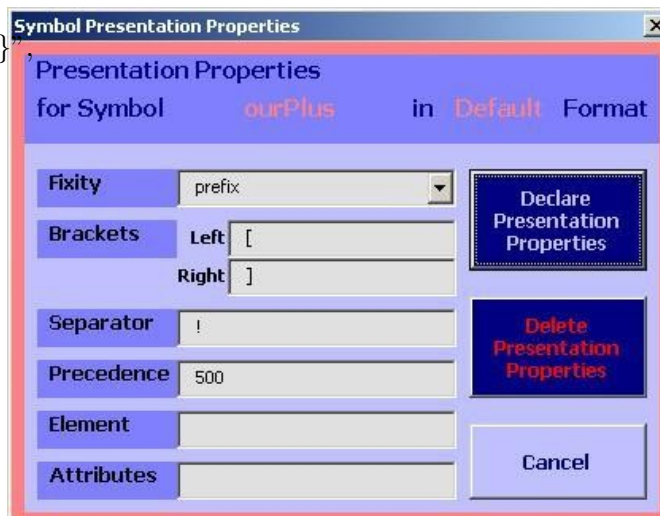 Symbol Presentation Properties
}”,
Presentation Properties
for Symbol ourPlus in Default Format
Fixity prefix
Brackets Left [
Right ]
Separator !
Precedence 500
Element
Attributes
Declare
Presentation
Properties
Delete
Presentation
Properties
Cancel